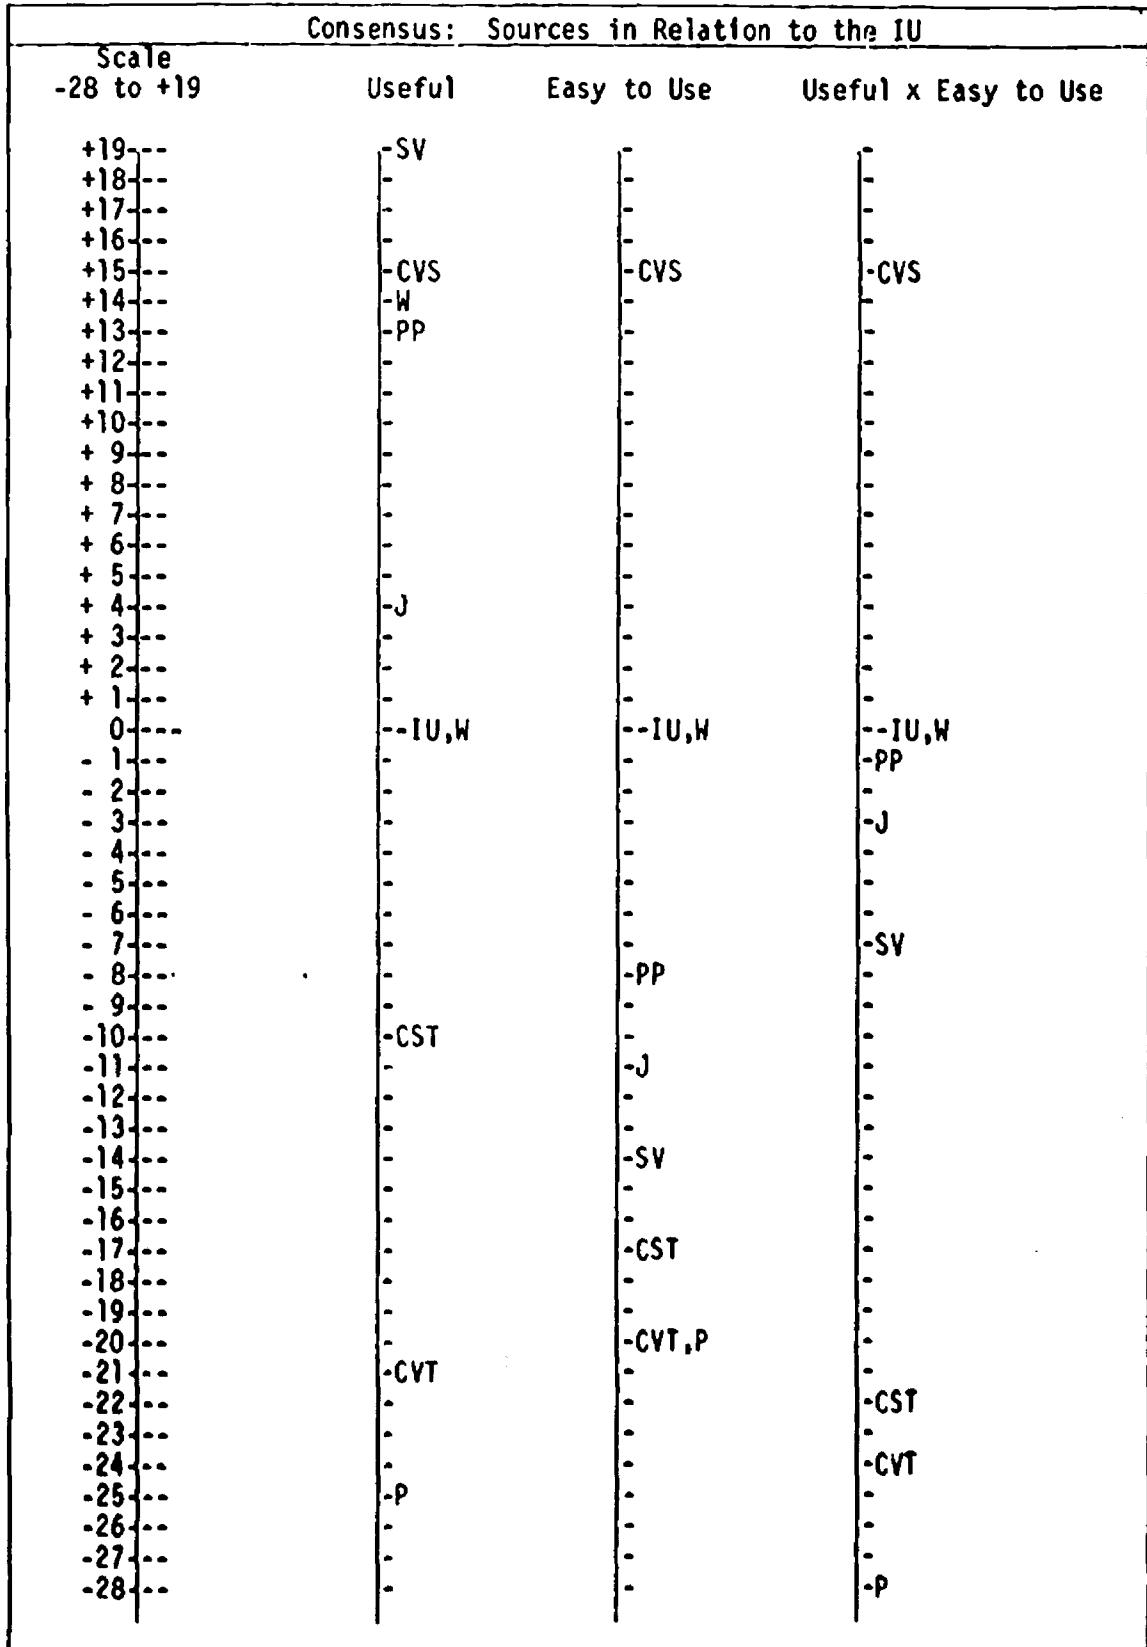 Consensus: Sources in Relation to the IU
Scale
-28 to +19 Useful Easy to Use Useful x Easy to Use
+19--- -SV - -
+18--- - - -
+17--- - - -
+16--- - - -
+15--- -CVS -CVS -CVS
+14--- -W - -
+13--- -PP - -
+12--- - - -
+11--- - - -
+10--- - - -
+ 9--- - - -
+ 8--- - - -
+ 7--- - - -
+ 6--- - - -
+ 5--- - - -
+ 4--- -J - -
+ 3--- - - -
+ 2--- - - -
+ 1--- - - -
0---- --IU,W --IU,W --IU,W
- 1--- - - -PP
- 2--- - - -
- 3--- - - -J
- 4--- - - -
- 5--- - - -
- 6--- - - -
- 7--- - - -SV
- 8--- - -PP -
- 9--- - - -
-10--- -CST - -
-11--- - -J -
-12--- - - -
-13--- - - -
-14--- - -SV -
-15--- - - -
-16--- - - -
-17--- - -CST -
-18--- - - -
-19--- - - -
-20--- - -CVT,P -
-21--- -CVT - -
-22--- - - -CST
-23--- - - -
-24--- - - -CVT
-25--- -P - -
-26--- - - -
-27--- - - -
-28--- - - -P